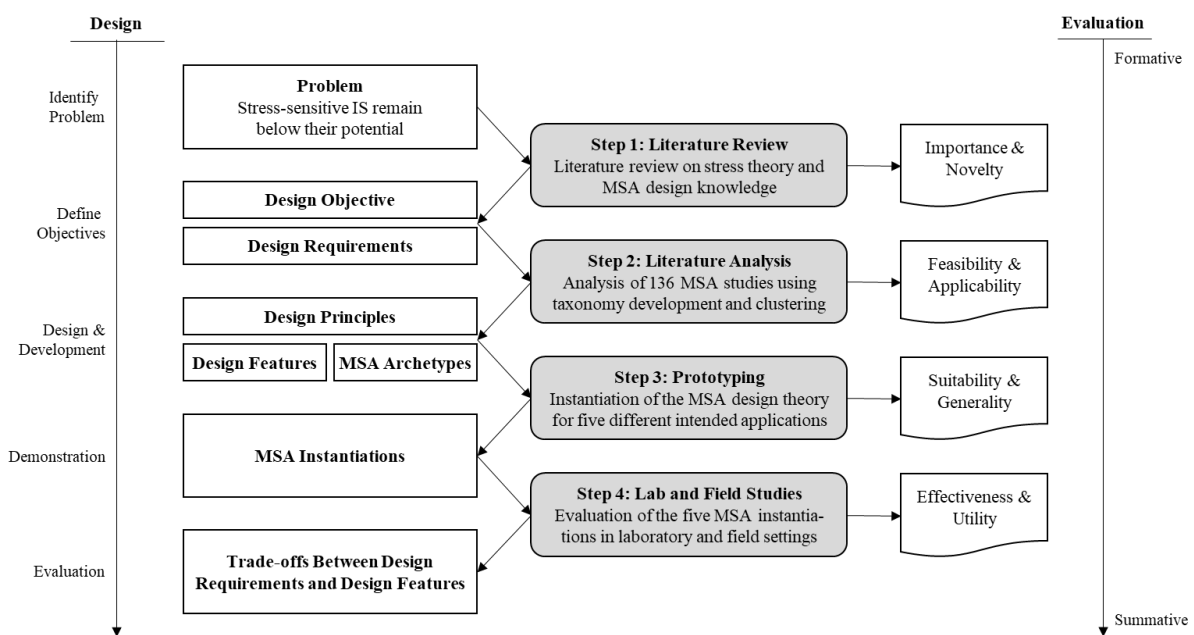 Design
Evaluation
Formative
Identify
Problem
Problem
Stress-sensitive IS remain
below their potential
Step 1: Literature Review
Literature review on stress theory and
MSA design knowledge
Importance &
Novelty
Define
Objectives
Design Objective
Design Requirements
Step 2: Literature Analysis
Analysis of 136 MSA studies using
taxonomy development and clustering
Feasibility &
Applicability
Design &
Development
Design Principles
Design Features
MSA Archetypes
Step 3: Prototyping
Instantiation of the MSA design theory
for five different intended applications
Suitability &
Generality
Demonstration
MSA Instantiations
Step 4: Lab and Field Studies
Evaluation of the five MSA instantia-
tions in laboratory and field settings
Effectiveness &
Utility
Evaluation
Trade-offs Between Design
Requirements and Design Features
Summative